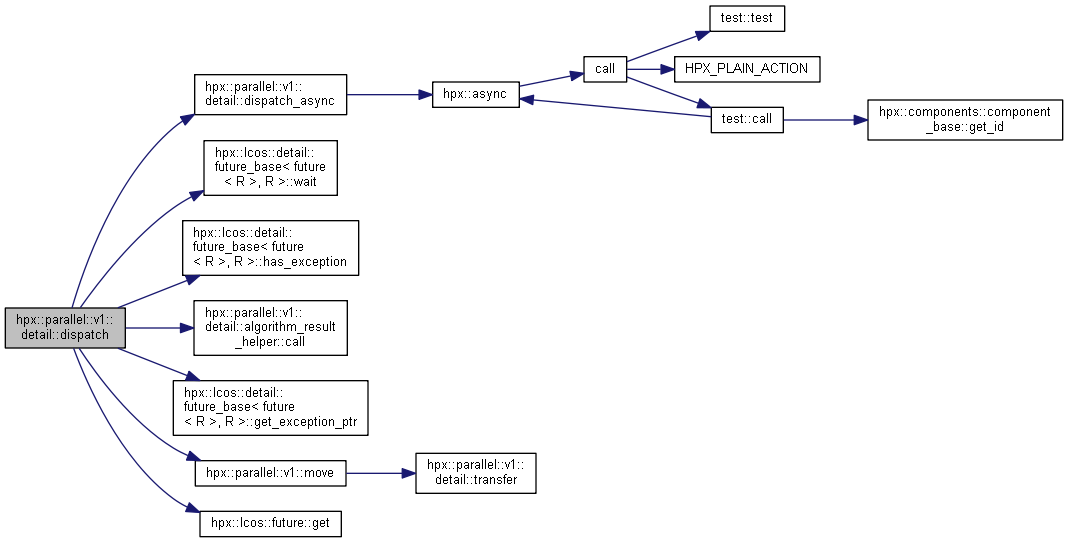 test::test
call
HPX_PLAIN_ACTION
hpx::parallel::v1::
detail::dispatch_async
hpx::async
test::call
hpx::components::component
_base::get_id
hpx::lcos::detail::
future_base< future
< R >, R >::wait
hpx::lcos::detail::
future_base< future
< R >, R >::has_exception
hpx::parallel::v1::
detail::dispatch
hpx::parallel::v1::
detail::algorithm_result
_helper::call
hpx::lcos::detail::
future_base< future
< R >, R >::get_exception_ptr
hpx::parallel::v1::move
hpx::parallel::v1::
detail::transfer
hpx::lcos::future::get